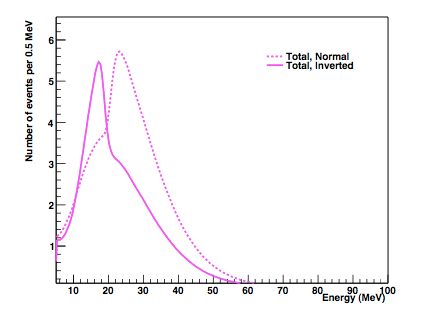 Number of events per 0.5 MeV
6
5
4
3
2
1
Total, Normal
Total, Inverted
10 20 30 40 50 60 70 80 90 100
Energy (MeV)